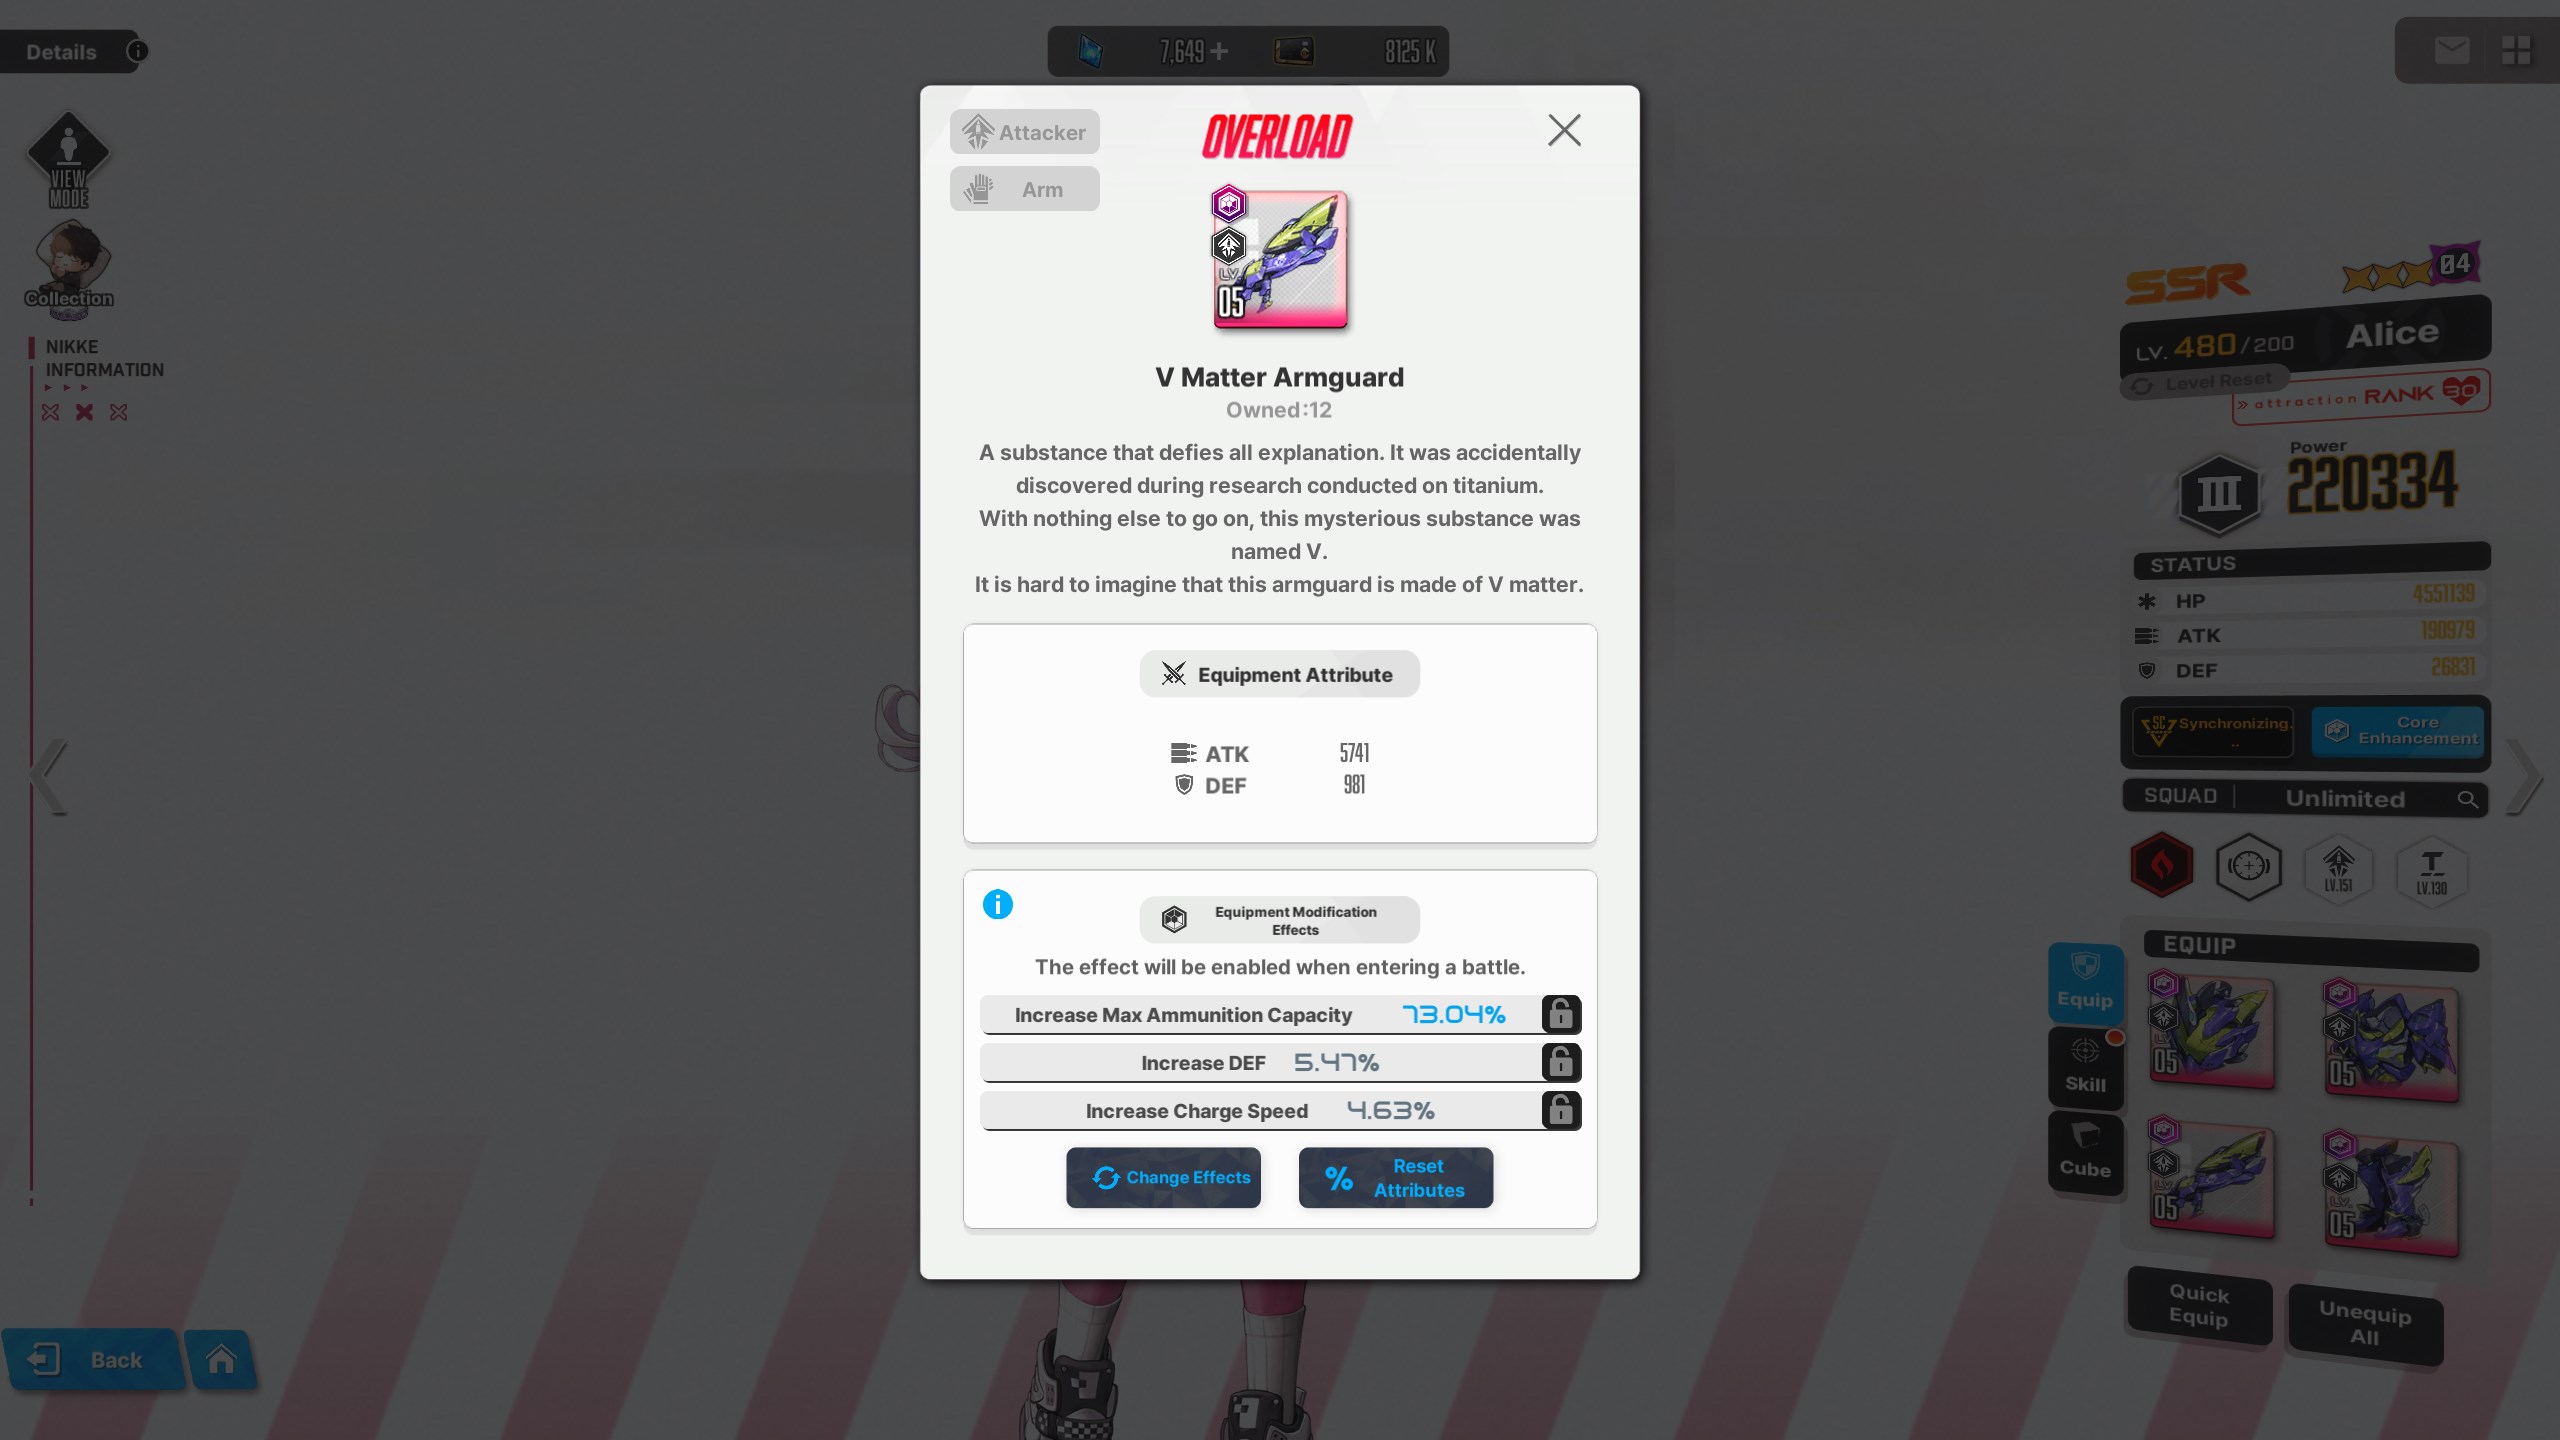 Details
7,649
8125 K
VIEW
MODE
Collection
NIKKE
INFORMATION
Attacker
Arm
OVERLOAD
LV.
05
V Matter Armguard
Owned:12
A substance that defies all explanation. It was accidentally
discovered during research conducted on titanium.
With nothing else to go on, this mysterious substance was
named V.
It is hard to imagine that this armguard is made of V matter.
Equipment Attribute
ATK 5741
DEF 981
Equipment Modification
Effects
The effect will be enabled when entering a battle.
Increase Max Ammunition Capacity 73.04%
Increase DEF 5.47%
Increase Charge Speed 4.63%
Change Effects
Reset
Attributes
SSR
04
LV. 480/200 Alice
Level Reset
attraction RANK 30
Power
220334
III
STATUS
HP 4551139
ATK 190979
DEF 26831
SC
Synchronizing.
..
Core
Enhancement
SQUAD Unlimited
LV.151
LV.130
EQUIP
Equip
Skill
Cube
LV.
05
LV.
05
LV.
05
LV.
05
Quick
Equip
Unequip
All
Back